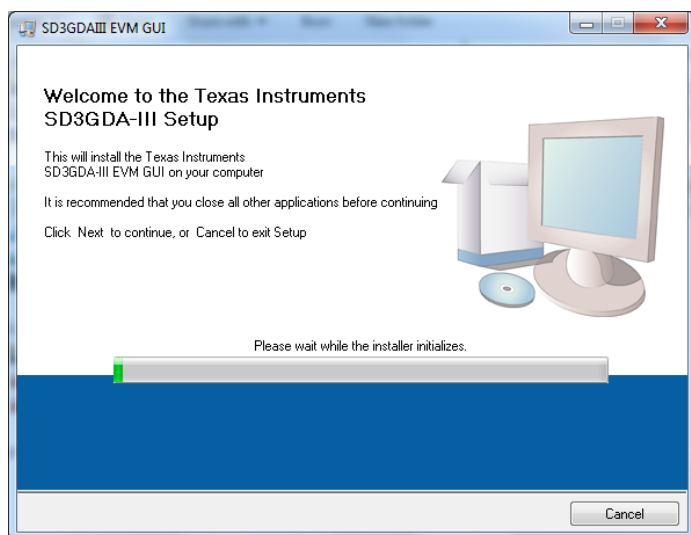 SD3GDAIII EVM GUI
Welcome to the Texas Instruments
SD3GDA-III Setup
This will install the Texas Instruments
SD3GDA-III EVM GUI on your computer
It is recommended that you close all other applications before continuing
Click Next to continue, or Cancel to exit Setup
Please wait while the installer initializes.
Cancel